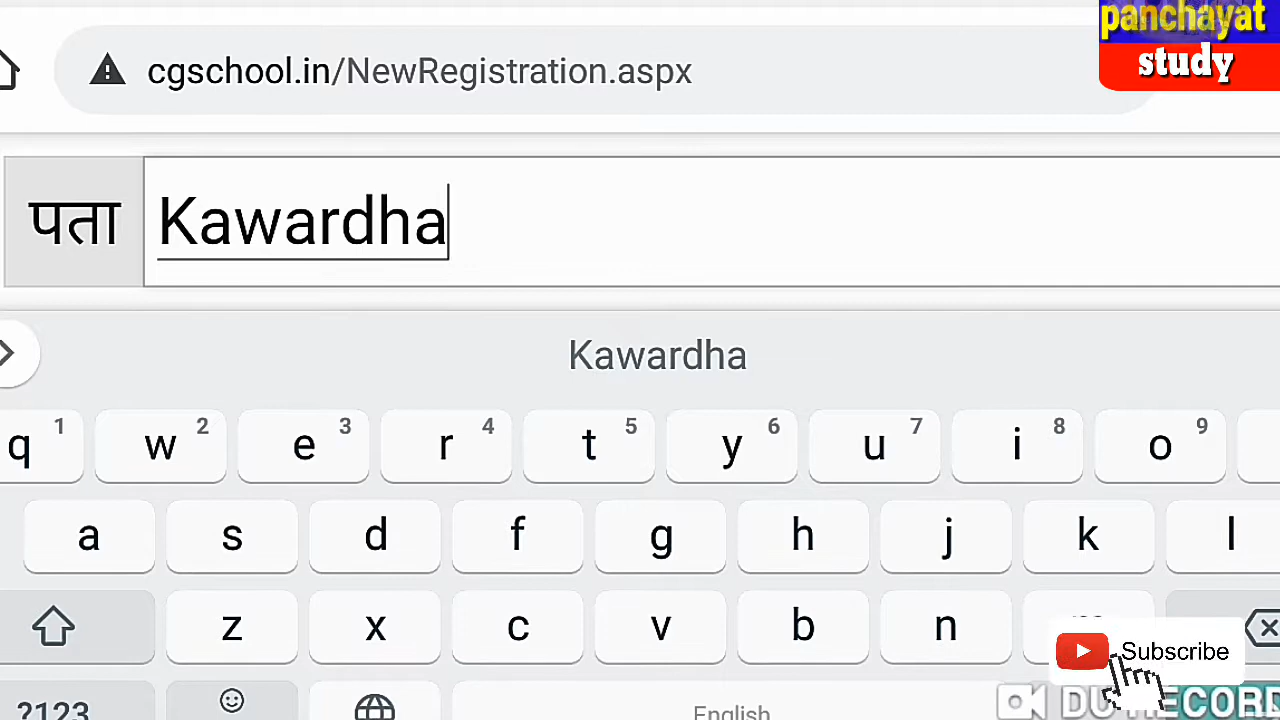 panchayat
study
cgschool.in/NewRegistration.aspx
पता Kawardha
Kawardha
q 1 w 2 e 3 r 4 t 5 y 6 u 7 i 8 o 9
a s d f g h j k l
z x c v b n
Subscribe
?123 English